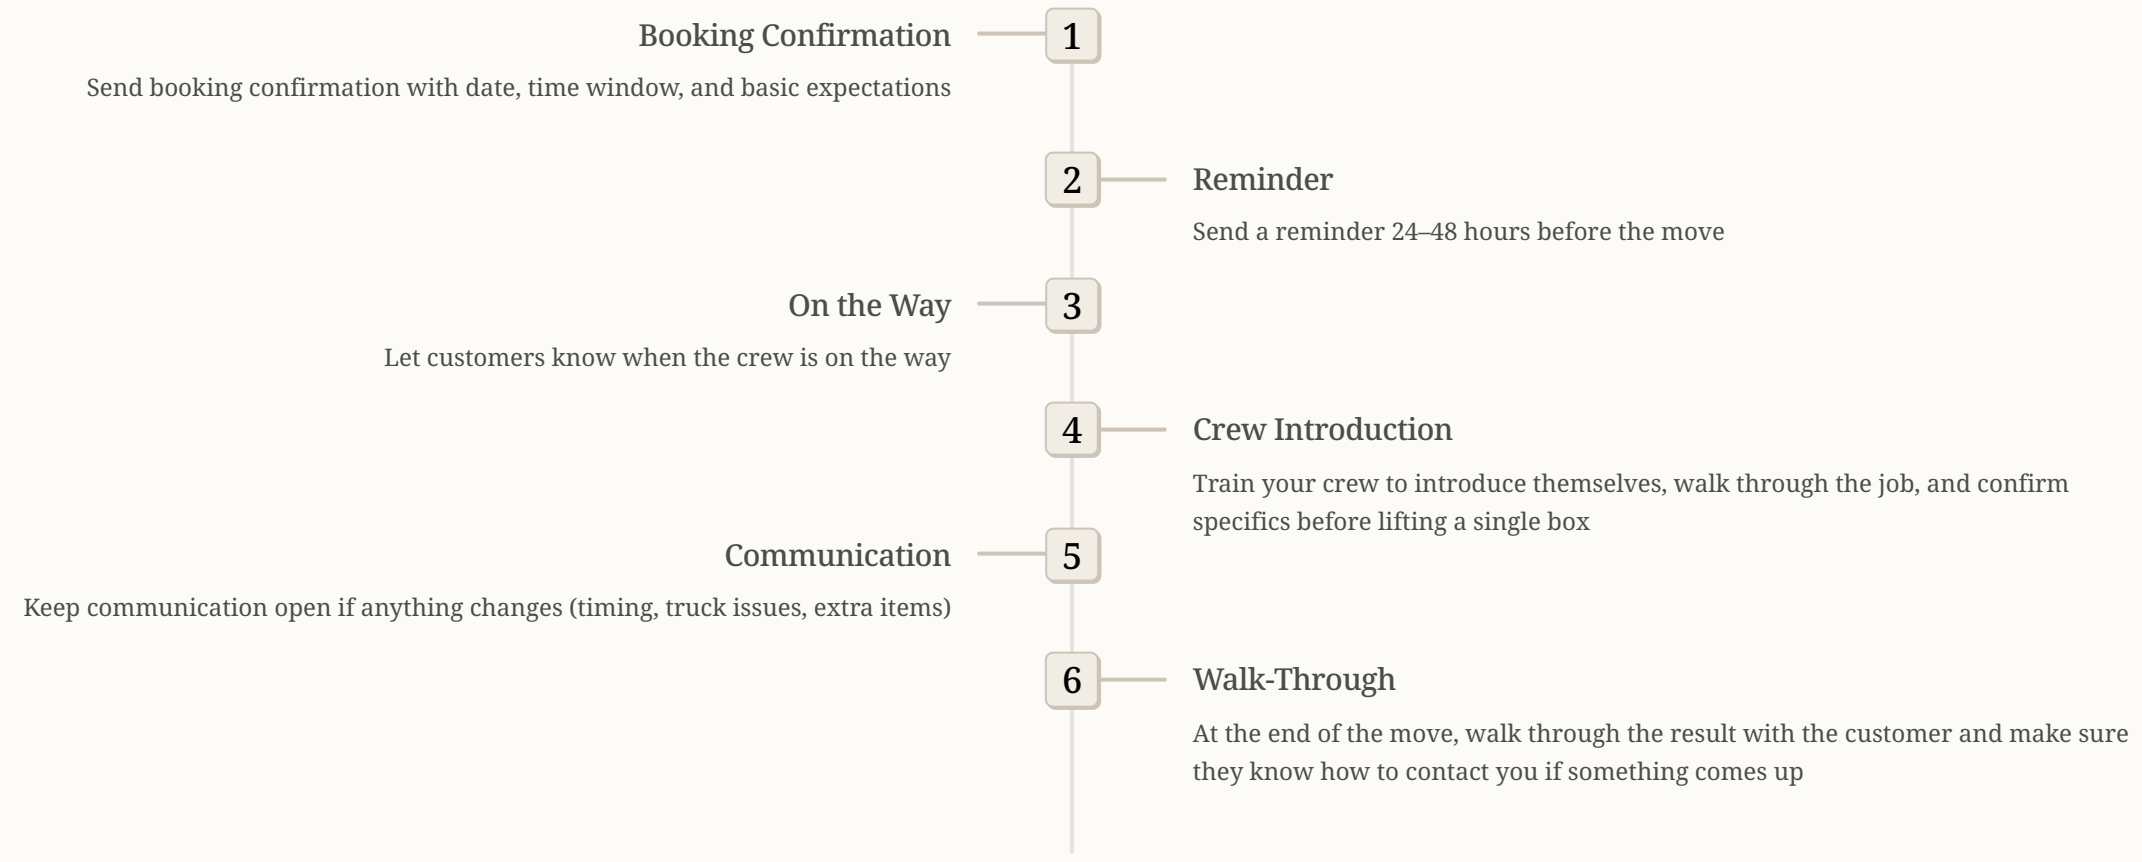 Booking Confirmation
1
Send booking confirmation with date, time window, and basic expectations
2
Reminder
Send a reminder 24–48 hours before the move
On the Way
3
Let customers know when the crew is on the way
4
Crew Introduction
Train your crew to introduce themselves, walk through the job, and confirm
specifics before lifting a single box
Communication
5
Keep communication open if anything changes (timing, truck issues, extra items)
6
Walk-Through
At the end of the move, walk through the result with the customer and make sure
they know how to contact you if something comes up